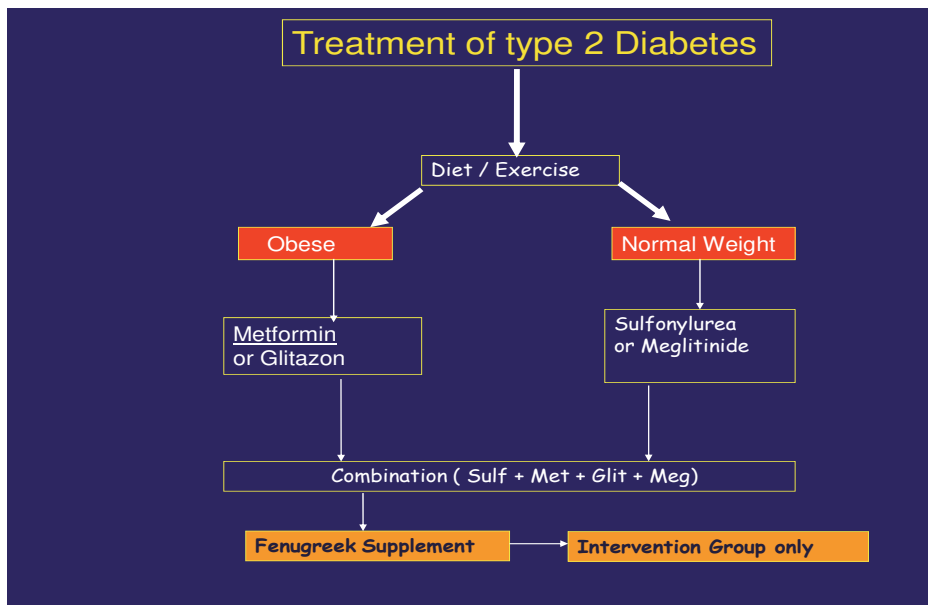 Treatment of type 2 Diabetes
Diet / Exercise
Obese
Normal Weight
Metformin
or Glitazon
Sulfonylurea
or Meglitinide
Combination ( Sulf + Met + Glit + Meg)
Fenugreek Supplement
Intervention Group only